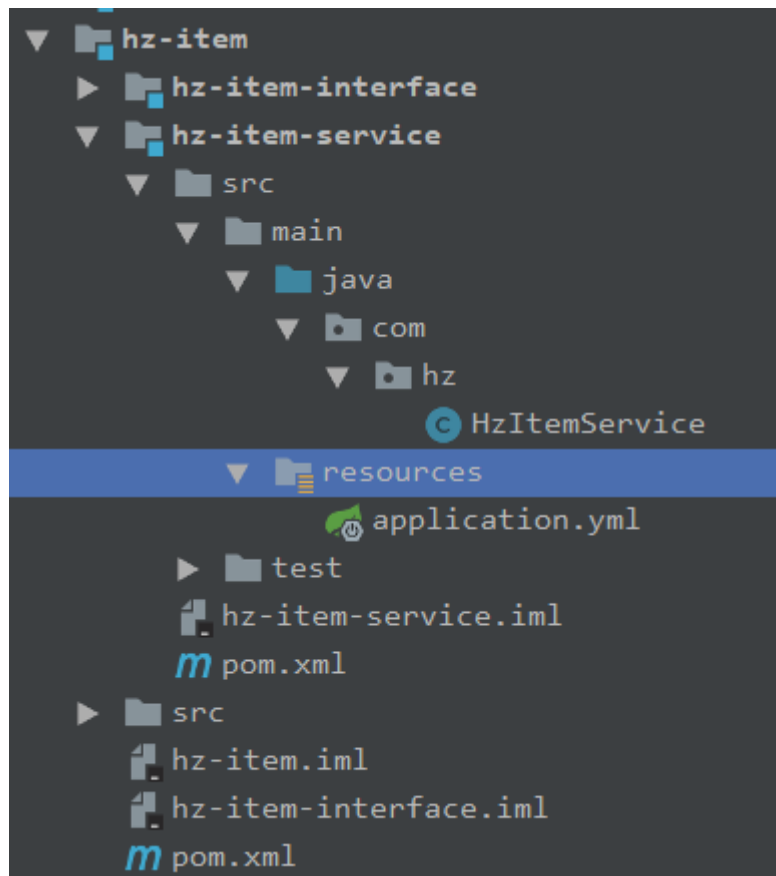 hz-item
hz-item-interface
hz-item-service
src
main
java
com
hz
HzItemService
resources
application.yml
test
hz-item-service.iml
pom.xml
src
hz-item.iml
hz-item-interface.iml
pom.xml